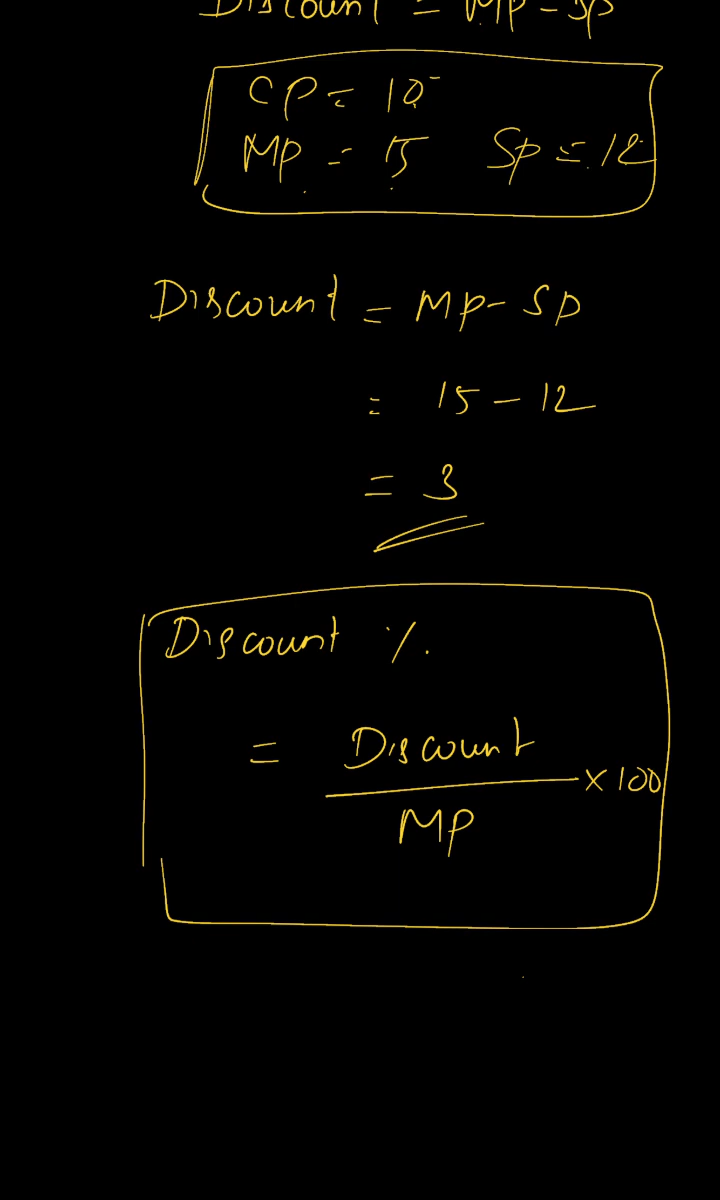 Discount = MP - SP
CP = 10
MP = 15 SP = 12
Discount = MP - SP
= 15 - 12
= 3
Discount %.
= Discount
× 100
MP